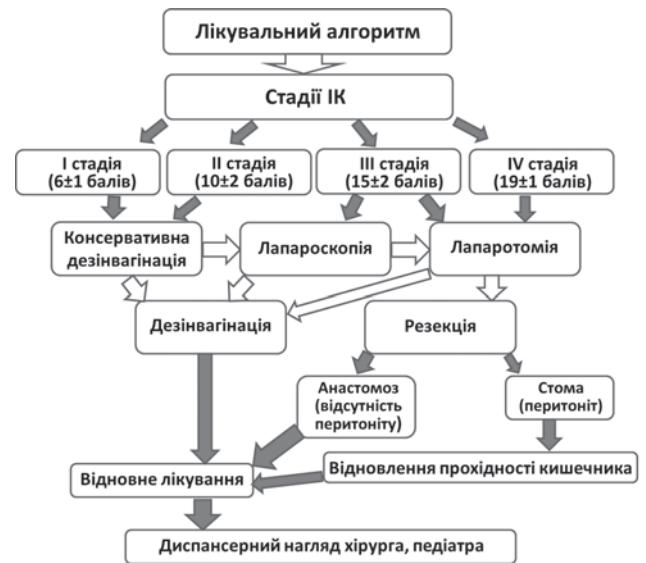 Лікувальний алгоритм
Стадії ІК
І стадія
(6±1 балів)
ІІ стадія
(10±2 балів)
ІІІ стадія
(15±2 балів)
IV стадія
(19±1 балів)
Консервативна
дезінвагінація
Лапароскопія
Лапаротомія
Дезінвагінація
Резекція
Анастомоз
(відсутність
перитоніту)
Стома
(перитоніт)
Відновне лікування
Відновлення прохідності кишечника
Диспансерний нагляд хірурга, педіатра